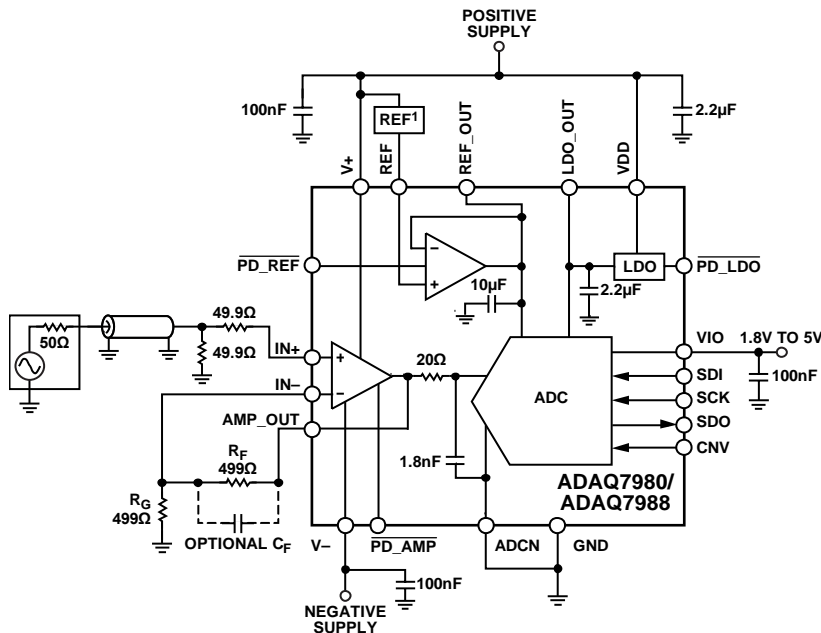 POSITIVE
SUPPLY
100nF
REF1
2.2µF
V+
REF
REF_OUT
LDO_OUT
VDD
PD_REF
LDO
PD_LDO
10µF
2.2µF
50Ω
49.9Ω
49.9Ω
IN+
IN–
AMP_OUT
20Ω
ADC
VIO
1.8V TO 5V
SDI
SCK
SDO
CNV
100nF
RF
499Ω
1.8nF
RG
499Ω
OPTIONAL CF
ADAQ7980/
ADAQ7988
V–
PD_AMP
ADCN
GND
100nF
NEGATIVE
SUPPLY